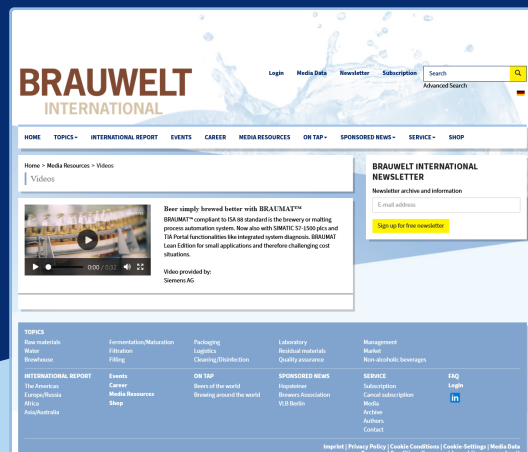 Login Media Data Newsletter Subscription Search
Advanced Search
BRAUWELT
INTERNATIONAL
HOME TOPICS INTERNATIONAL REPORT EVENTS CAREER MEDIA RESOURCES ON TAP SPONSORED NEWS SERVICE SHOP
Home > Media Resources > Videos
Videos
Beer simply brewed better with BRAUMAT™
BRAUMAT™ compliant to ISA 88 standard is the brewery or malting
process automation system. Now also with SIMATIC S7-1500 plcs and
TIA Portal functionalities like integrated system diagnosis. BRAUMAT
Lean Edition for small applications and therefore challenging cost
situations.
Video provided by:
Siemens AG
0:00 / 0:32
BRAUWELT INTERNATIONAL
NEWSLETTER
Newsletter archive and information
E-mail address
Sign up for free newsletter
TOPICS
Raw materials Fermentation/Maturation Packaging Laboratory Management
Water Filtration Logistics Residual materials Market
Brewhouse Filling Cleaning/Disinfection Quality assurance Non-alcoholic beverages
INTERNATIONAL REPORT Events ON TAP SPONSORED NEWS SERVICE FAQ
The Americas Career Beers of the world Hopsteiner Subscription Login
Europe/Russia Media Resources Brewing around the world Brewers Association Cancel subscription in
Africa Shop VLB Berlin Media
Asia/Australia Archive
Authors
Contact
Imprint | Privacy Policy | Cookie Conditions | Cookie-Settings | Media Data